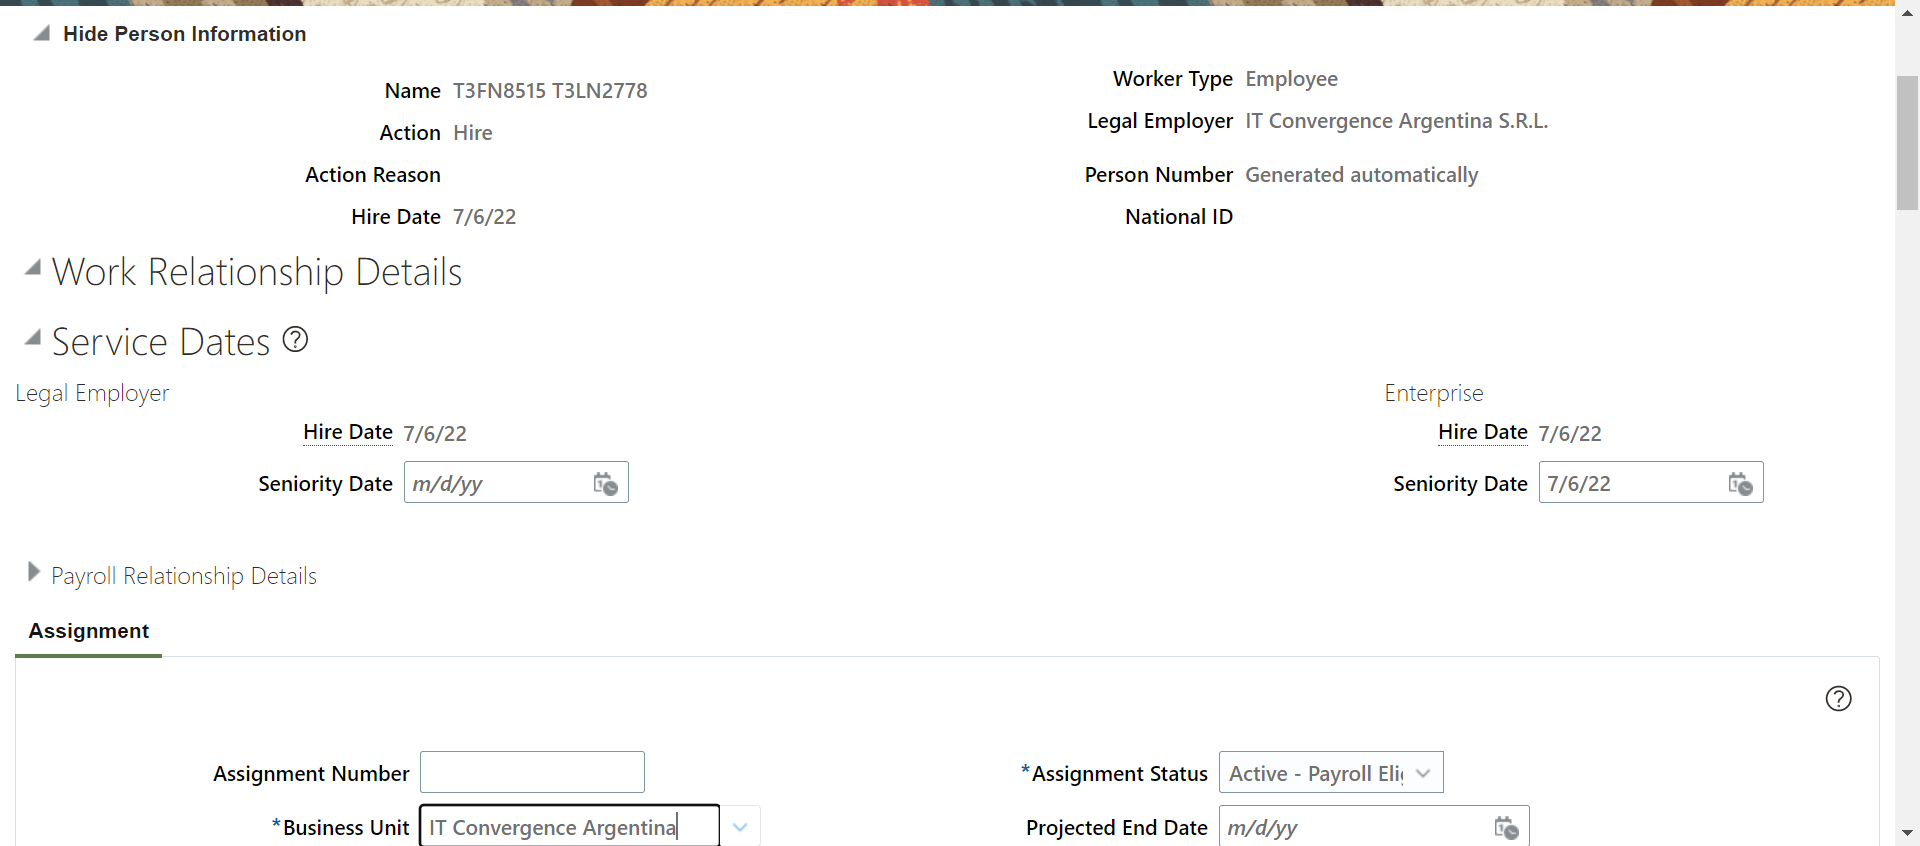 Hide Person Information
Name T3FN8515 T3LN2778
Action Hire
Action Reason
Hire Date 7/6/22
Worker Type Employee
Legal Employer IT Convergence Argentina S.R.L.
Person Number Generated automatically
National ID
Work Relationship Details
Service Dates ?
Legal Employer
Hire Date 7/6/22
Seniority Date m/d/yy
Enterprise
Hire Date 7/6/22
Seniority Date 7/6/22
Payroll Relationship Details
Assignment
?
Assignment Number
*Business Unit IT Convergence Argentina
*Assignment Status Active - Payroll Eli
Projected End Date m/d/yy